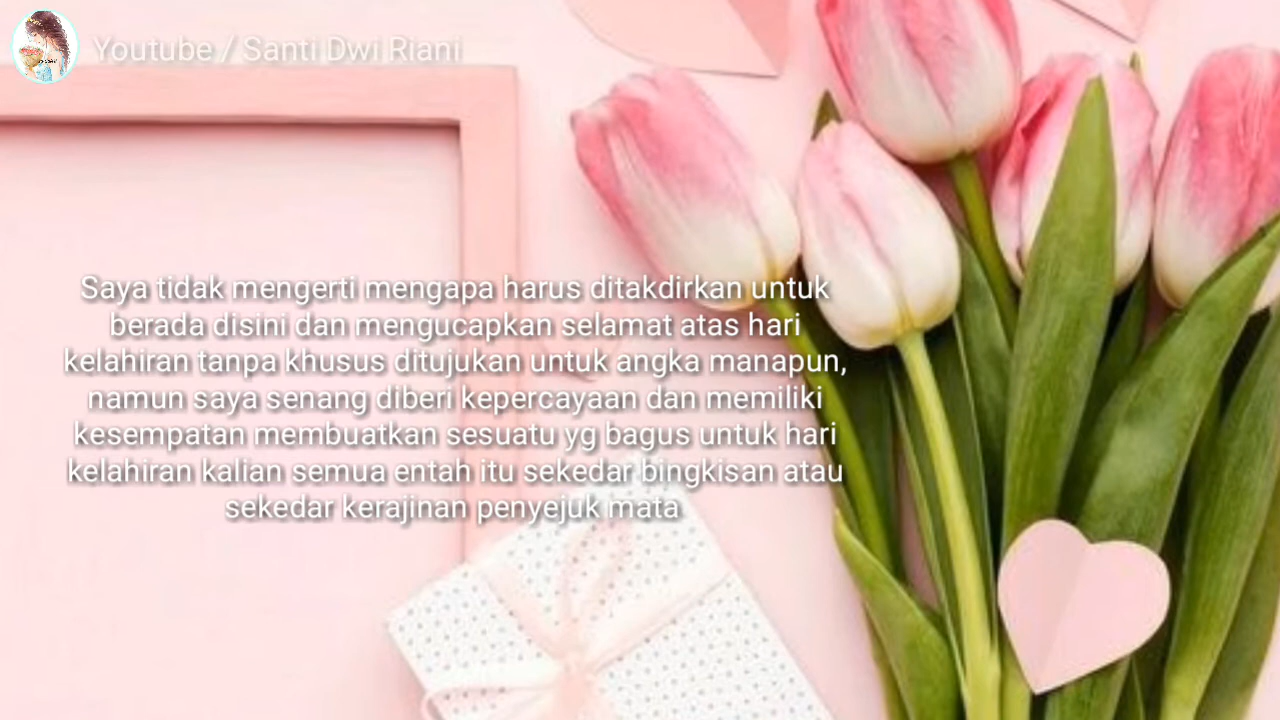 Youtube / Santi Dwi Riani
Saya tidak mengerti mengapa harus ditakdirkan untuk
berada disini dan mengucapkan selamat atas hari
kelahiran tanpa khusus ditujukan untuk angka manapun,
namun saya senang diberi kepercayaan dan memiliki
kesempatan membuatkan sesuatu yg bagus untuk hari
kelahiran kalian semua entah itu sekedar bingkisan atau
sekedar kerajinan penyejuk mata